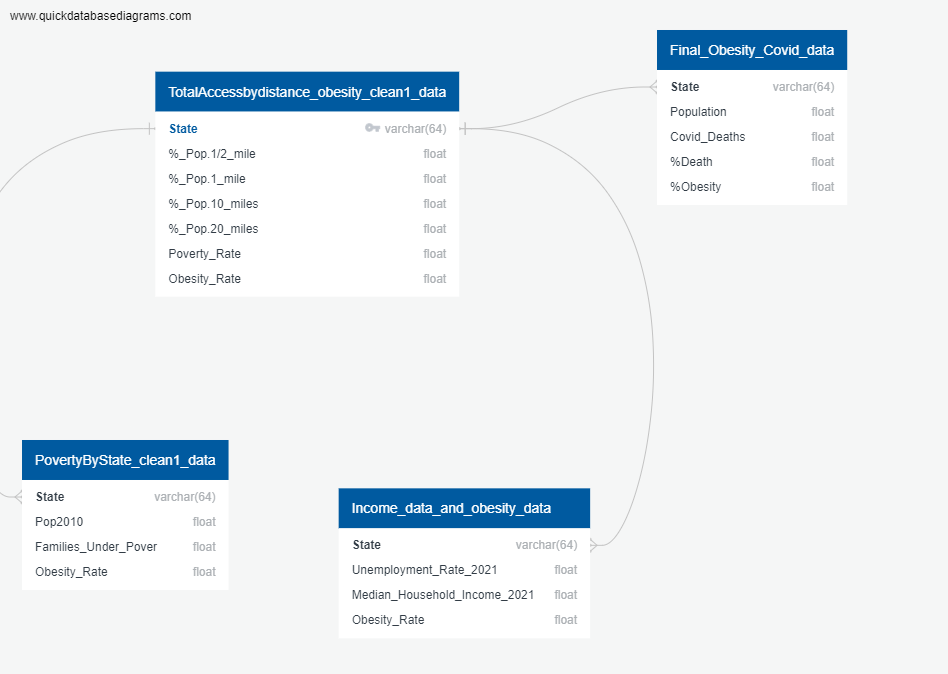 www.quickdatabasediagrams.com
TotalAccessbydistance_obesity_clean1_data
State varchar(64)
%_Pop.1/2_mile float
%_Pop.1_mile float
%_Pop.10_miles float
%_Pop.20_miles float
Poverty_Rate float
Obesity_Rate float
Final_Obesity_Covid_data
State varchar(64)
Population float
Covid_Deaths float
%Death float
%Obesity float
PovertyByState_clean1_data
State varchar(64)
Pop2010 float
Families_Under_Pover float
Obesity_Rate float
Income_data_and_obesity_data
State varchar(64)
Unemployment_Rate_2021 float
Median_Household_Income_2021 float
Obesity_Rate float